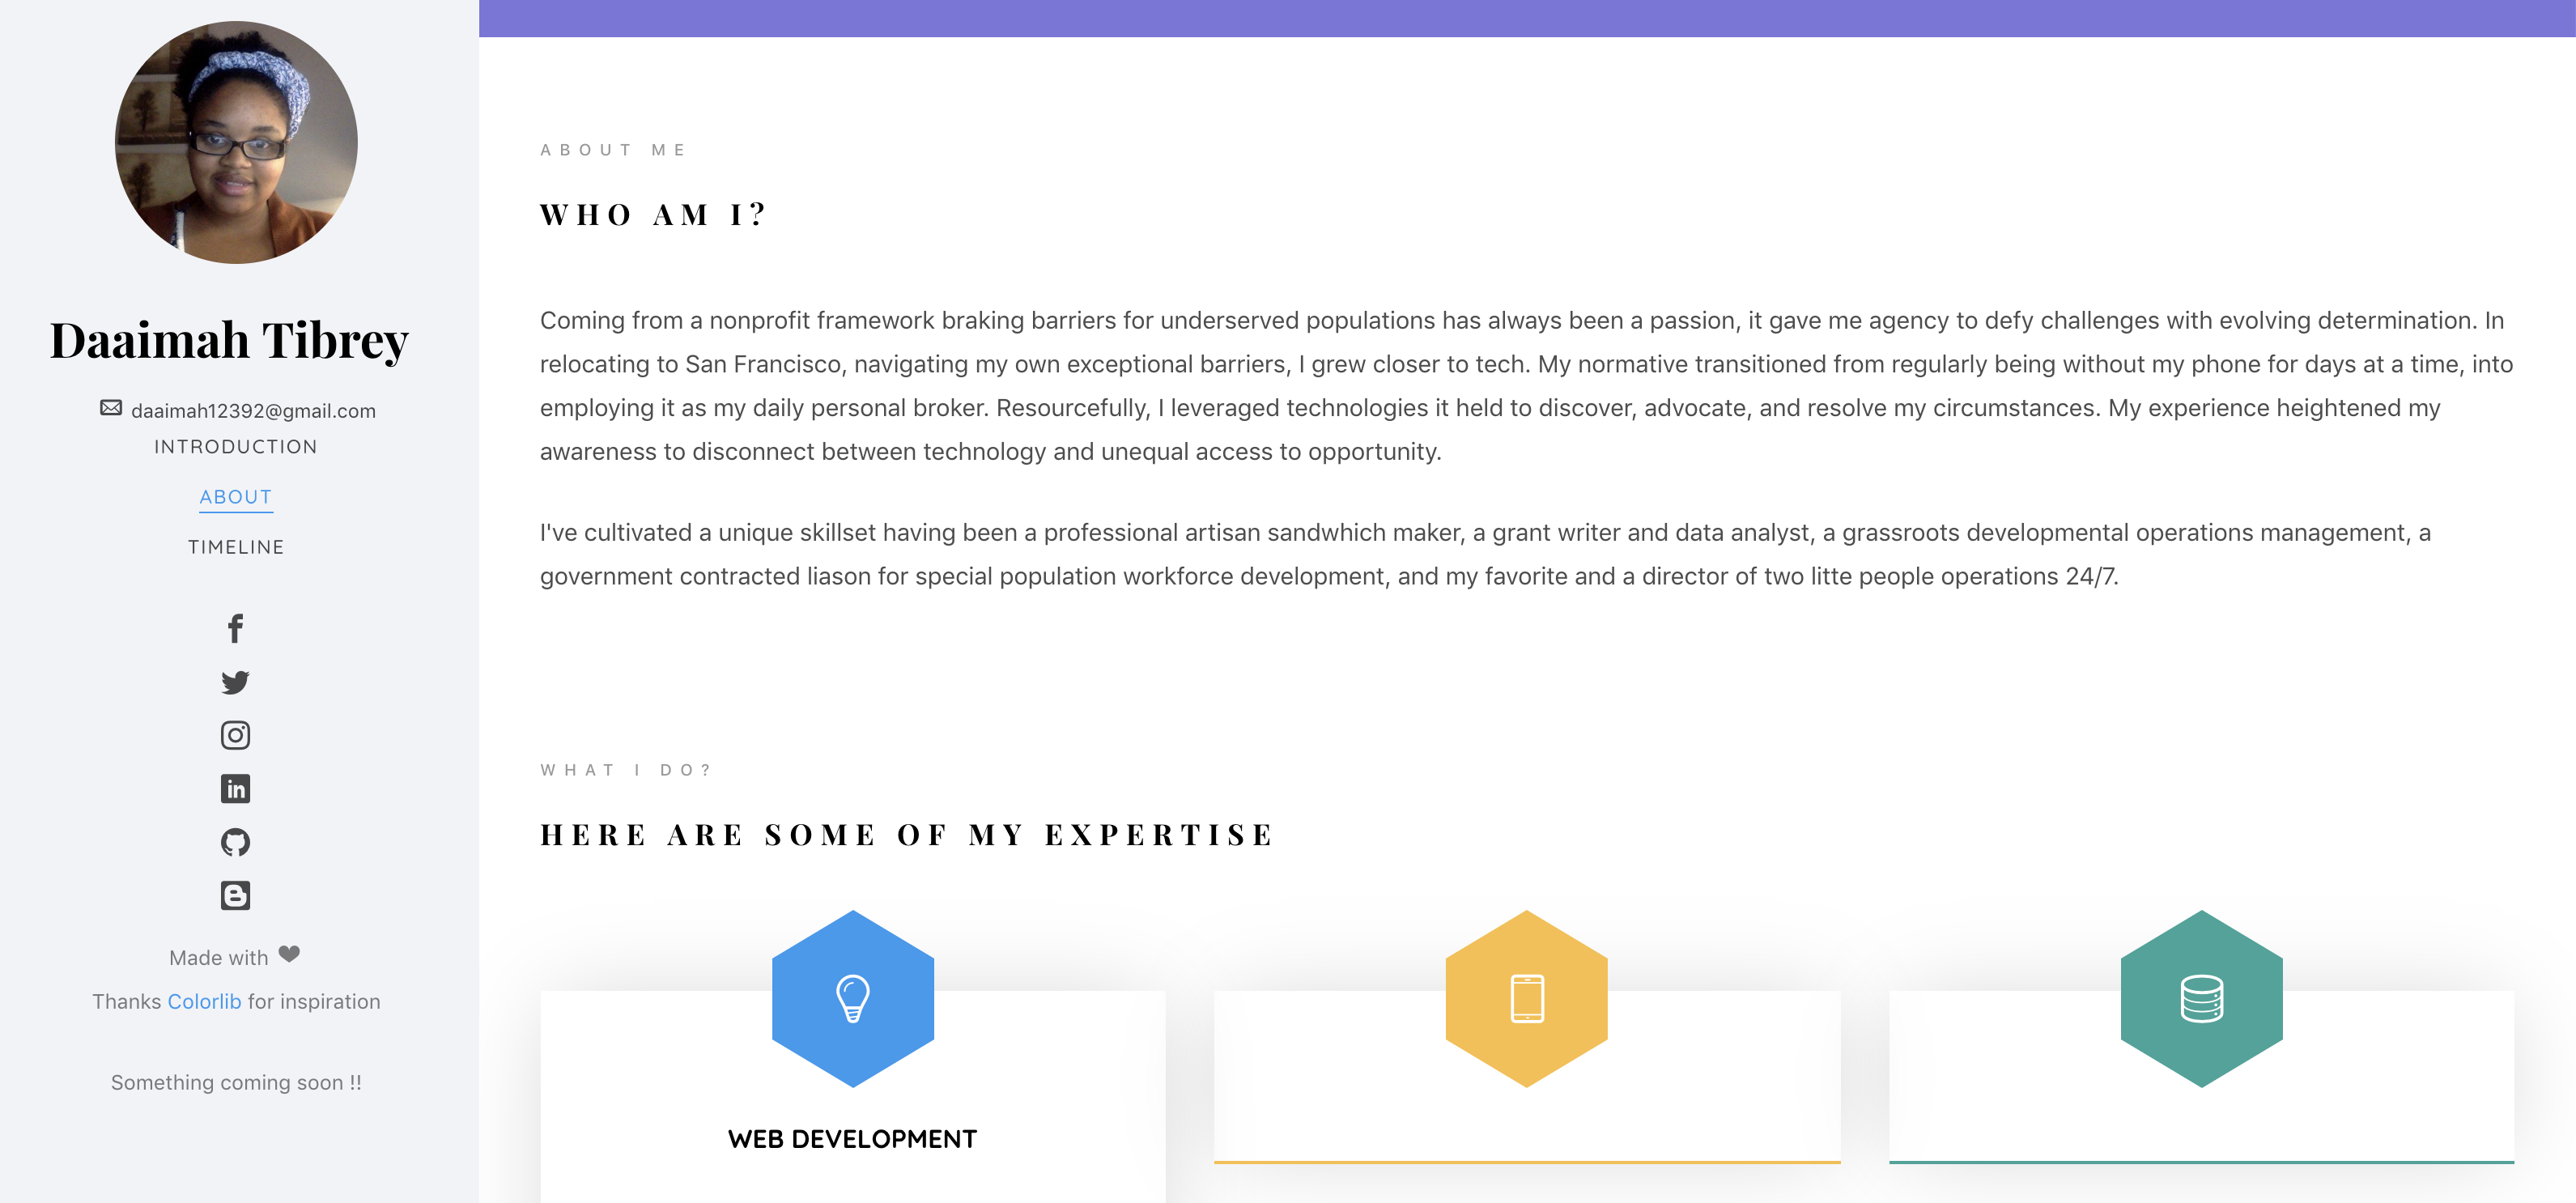 Daaimah Tibrey
daaimah12392@gmail.com
INTRODUCTION
ABOUT
TIMELINE
Made with
Thanks Colorlib for inspiration
Something coming soon !!
ABOUT ME
WHO AM I?
Coming from a nonprofit framework braking barriers for underserved populations has always been a passion, it gave me agency to defy challenges with evolving determination. In
relocating to San Francisco, navigating my own exceptional barriers, I grew closer to tech. My normative transitioned from regularly being without my phone for days at a time, into
employing it as my daily personal broker. Resourcefully, I leveraged technologies it held to discover, advocate, and resolve my circumstances. My experience heightened my
awareness to disconnect between technology and unequal access to opportunity.
I've cultivated a unique skillset having been a professional artisan sandwhich maker, a grant writer and data analyst, a grassroots developmental operations management, a
government contracted liason for special population workforce development, and my favorite and a director of two litte people operations 24/7.
WHAT I DO?
HERE ARE SOME OF MY EXPERTISE
WEB DEVELOPMENT